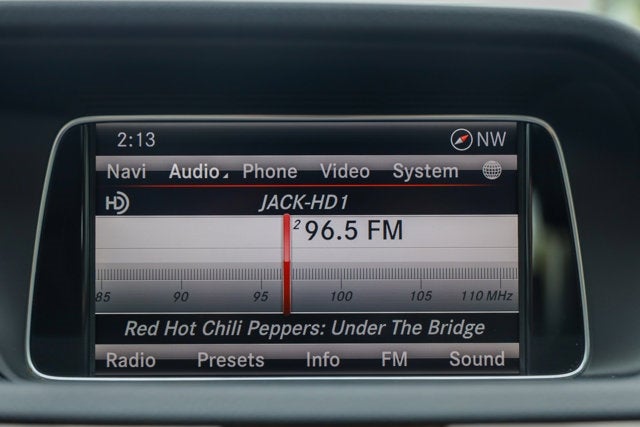 2:13 NW
Navi Audio Phone Video System
HD JACK-HD1
2 96.5 FM
85 90 95 100 105 110 MHz
Red Hot Chili Peppers: Under The Bridge
Radio Presets Info FM Sound